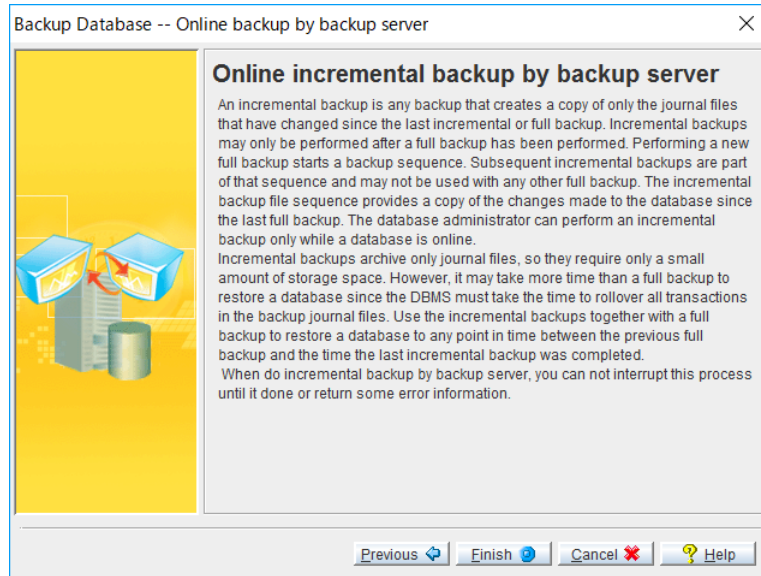 Backup Database -- Online backup by backup server
Online incremental backup by backup server
An incremental backup is any backup that creates a copy of only the journal files
that have changed since the last incremental or full backup. Incremental backups
may only be performed after a full backup has been performed. Performing a new
full backup starts a backup sequence. Subsequent incremental backups are part
of that sequence and may not be used with any other full backup. The incremental
backup file sequence provides a copy of the changes made to the database since
the last full backup. The database administrator can perform an incremental
backup only while a database is online.
Incremental backups archive only journal files, so they require only a small
amount of storage space. However, it may take more time than a full backup to
restore a database since the DBMS must take the time to rollover all transactions
in the backup journal files. Use the incremental backups together with a full
backup to restore a database to any point in time between the previous full
backup and the time the last incremental backup was completed.
When do incremental backup by backup server, you can not interrupt this process
until it done or return some error information.
Previous Finish Cancel Help